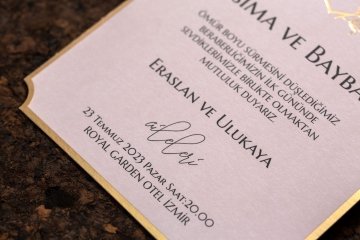 SIMA VE BAYBA
ÖMÜR BOYU SÜRMESİNİ DÜŞLEDİĞİMİZ
BERABERLİĞİMİZİN İLK GÜNÜNDE
SEVDİKLERİMİZLE BİRLİKTE OLMAKTAN
MUTLULUK DUYARIZ.
ERASLAN VE ULUKAYA
aileleri
23 TEMMUZ 2023 PAZAR SAAT:20.00
ROYAL GARDEN OTEL İZMİR